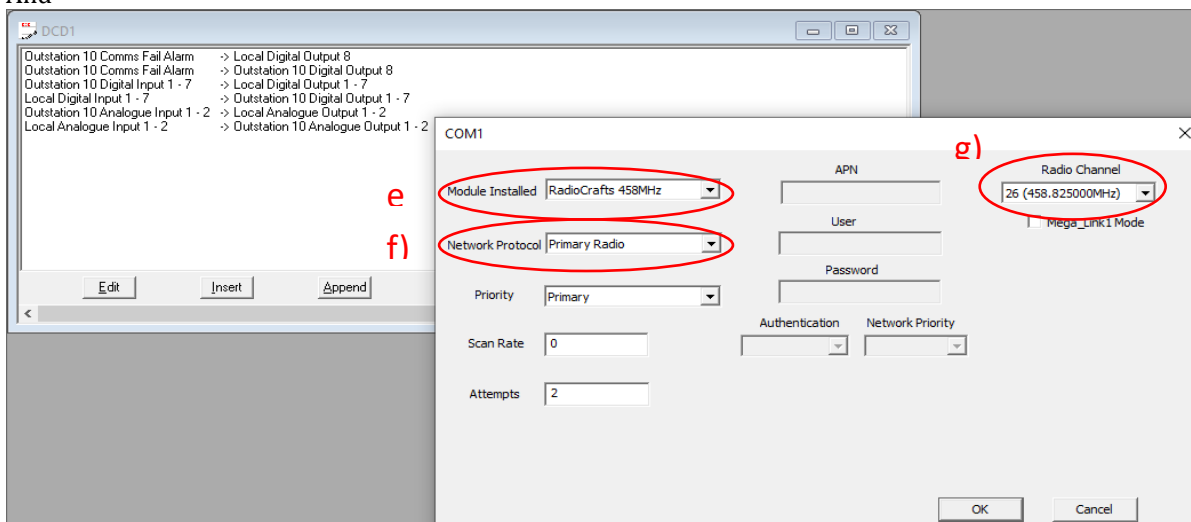 And
DCD1
Outstation 10 Comms Fail Alarm -> Local Digital Output 8
Outstation 10 Comms Fail Alarm -> Outstation 10 Digital Output 8
Outstation 10 Digital Input 1 - 7 -> Local Digital Output 1 - 7
Local Digital Input 1 - 7 -> Outstation 10 Digital Output 1 - 7
Outstation 10 Analogue Input 1 - 2 -> Local Analogue Output 1 - 2
Local Analogue Input 1 - 2 -> Outstation 10 Analogue Output 1 - 2
Edit Insert Append
COM1
e
Module Installed RadioCrafts 458MHz
f)
Network Protocol Primary Radio
Priority Primary
Scan Rate 0
Attempts 2
APN
User
Password
Authentication Network Priority
g)
Radio Channel
26 (458.825000MHz)
Mega_Link1 Mode
OK Cancel